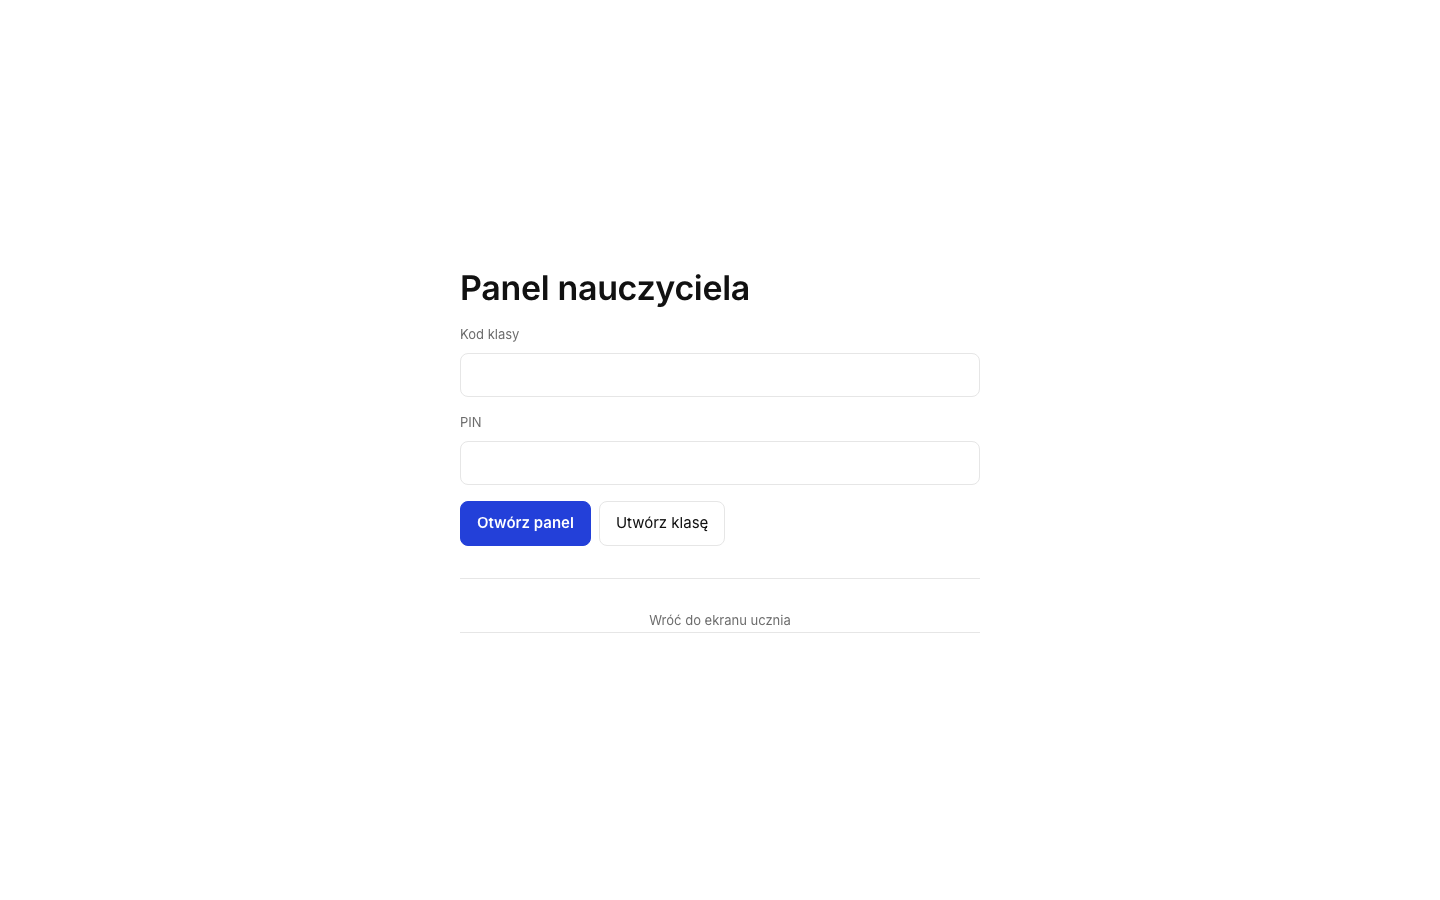 Panel nauczyciela
Kod klasy
PIN
Otwórz panel
Utwórz klasę
Wróć do ekranu ucznia